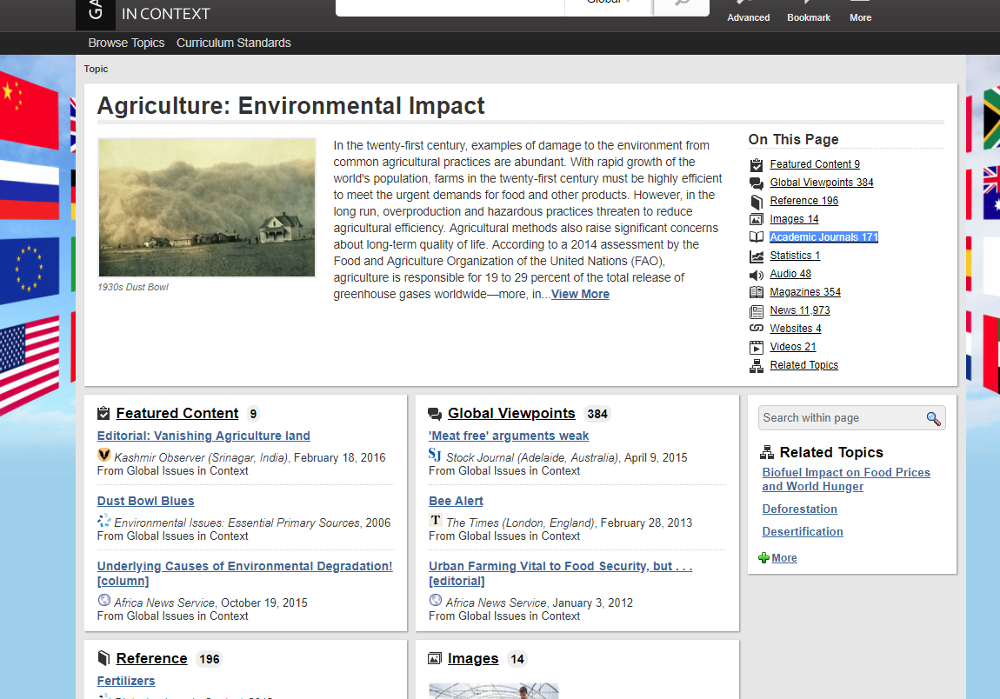 GA
IN CONTEXT
Global
Advanced
Bookmark
More
Browse Topics Curriculum Standards
Topic
Agriculture: Environmental Impact
1930s Dust Bowl
In the twenty-first century, examples of damage to the environment from
common agricultural practices are abundant. With rapid growth of the
world's population, farms in the twenty-first century must be highly efficient
to meet the urgent demands for food and other products. However, in the
long run, overproduction and hazardous practices threaten to reduce
agricultural efficiency. Agricultural methods also raise significant concerns
about long-term quality of life. According to a 2014 assessment by the
Food and Agriculture Organization of the United Nations (FAO),
agriculture is responsible for 19 to 29 percent of the total release of
greenhouse gases worldwide—more, in...View More
On This Page
Featured Content 9
Global Viewpoints 384
Reference 196
Images 14
Academic Journals 171
Statistics 1
Audio 48
Magazines 354
News 11,973
Websites 4
Videos 21
Related Topics
Featured Content 9
Editorial: Vanishing Agriculture land
Kashmir Observer (Srinagar, India), February 18, 2016
From Global Issues in Context
Dust Bowl Blues
Environmental Issues: Essential Primary Sources, 2006
From Global Issues in Context
Underlying Causes of Environmental Degradation!
[column]
Africa News Service, October 19, 2015
From Global Issues in Context
Global Viewpoints 384
'Meat free' arguments weak
SJ Stock Journal (Adelaide, Australia), April 9, 2015
From Global Issues in Context
Bee Alert
T The Times (London, England), February 28, 2013
From Global Issues in Context
Urban Farming Vital to Food Security, but . . .
[editorial]
Africa News Service, January 3, 2012
From Global Issues in Context
Search within page
Related Topics
Biofuel Impact on Food Prices
and World Hunger
Deforestation
Desertification
More
Reference 196
Fertilizers
Images 14